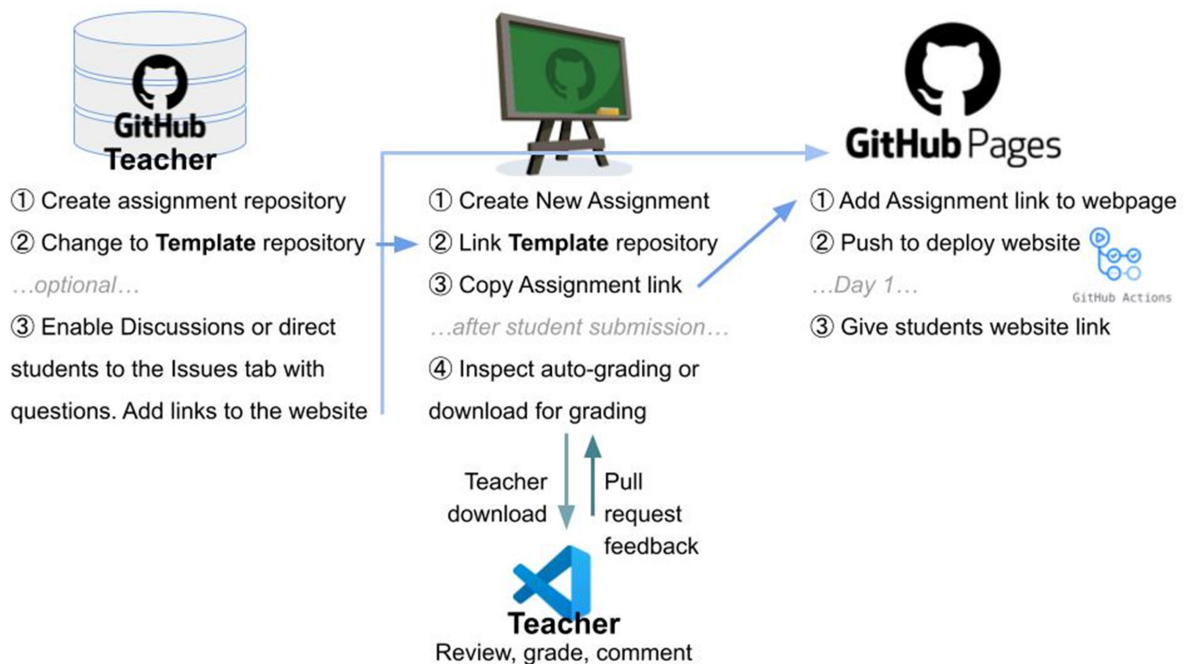 GitHub
Teacher
① Create assignment repository
② Change to Template repository
…optional…
③ Enable Discussions or direct
students to the Issues tab with
questions. Add links to the website
① Create New Assignment
② Link Template repository
③ Copy Assignment link
…after student submission…
④ Inspect auto-grading or
download for grading
Teacher
download
Pull
request
feedback
Teacher
Review, grade, comment
GitHub Pages
① Add Assignment link to webpage
② Push to deploy website
GitHub Actions
…Day 1…
③ Give students website link